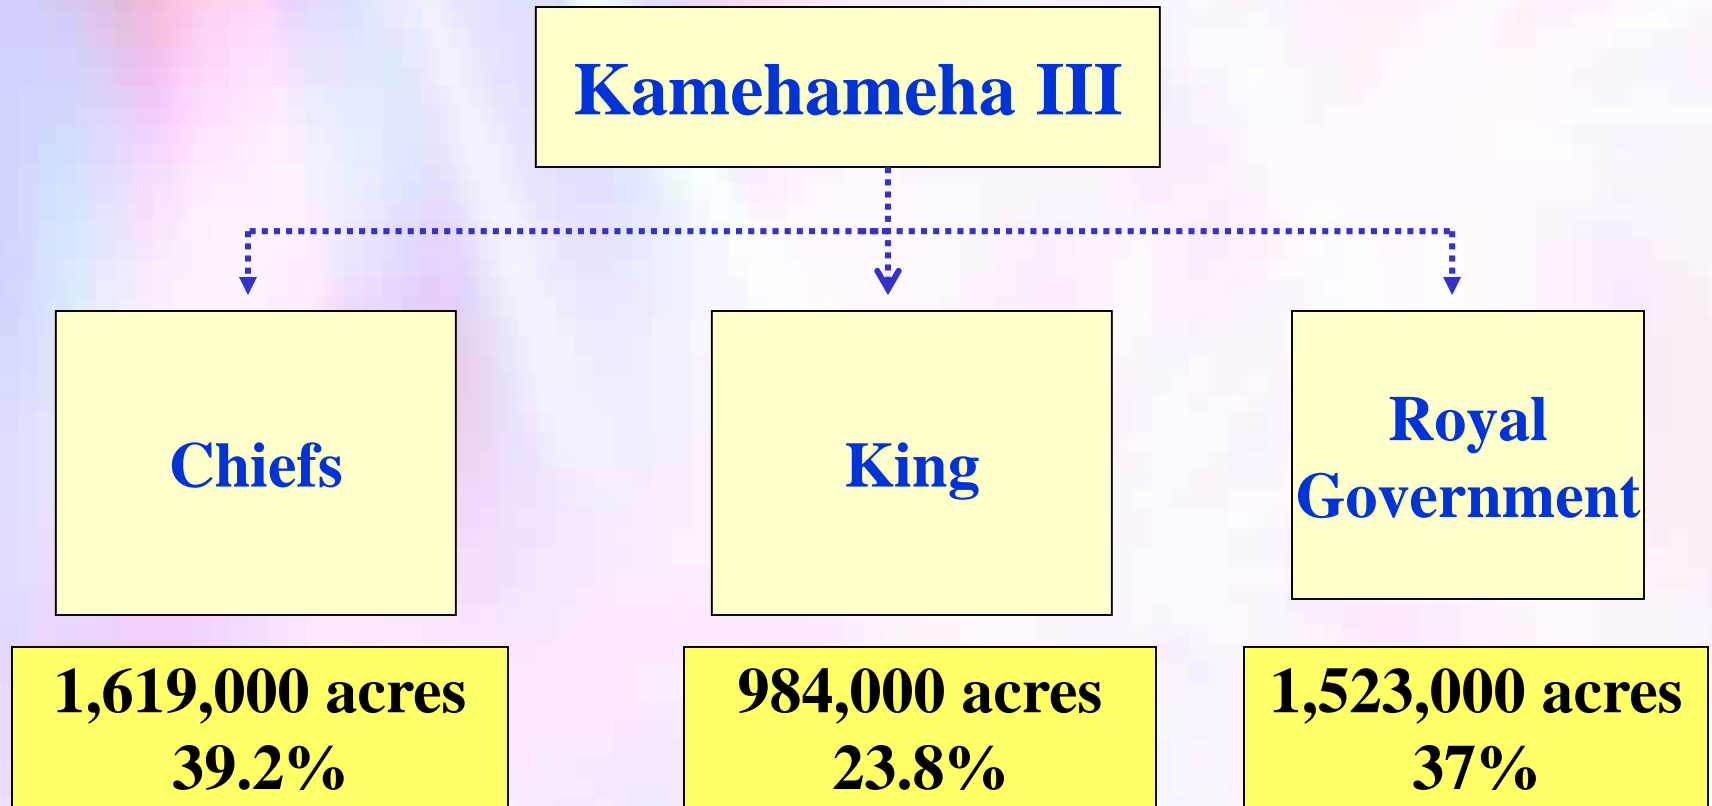 Kamehameha III
Chiefs
King
Royal
Government
1,619,000 acres
39.2%
984,000 acres
23.8%
1,523,000 acres
37%